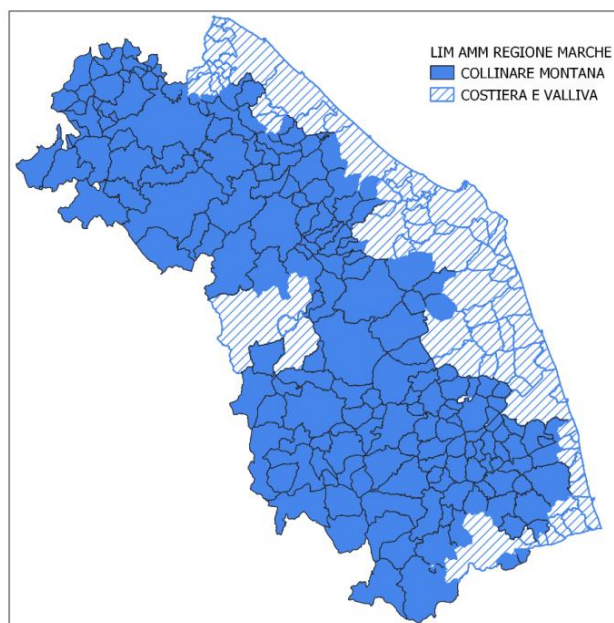 LIM AMM REGIONE MARCHE
COLLINARE MONTANA
COSTIERA E VALLIVA